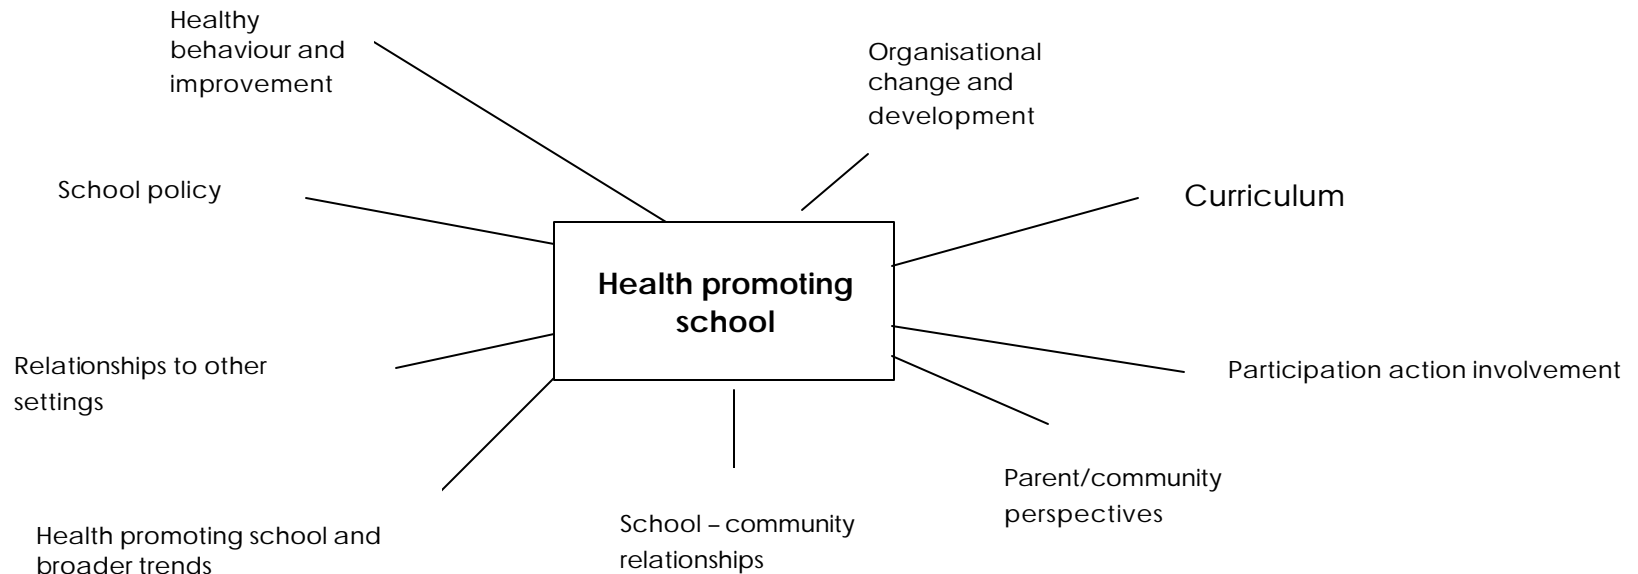 Healthy
behaviour and
improvement
Organisational
change and
development
School policy
Curriculum
Health promoting
school
Relationships to other
settings
Participation action involvement
Parent/community
perspectives
School – community
relationships
Health promoting school and
broader trends